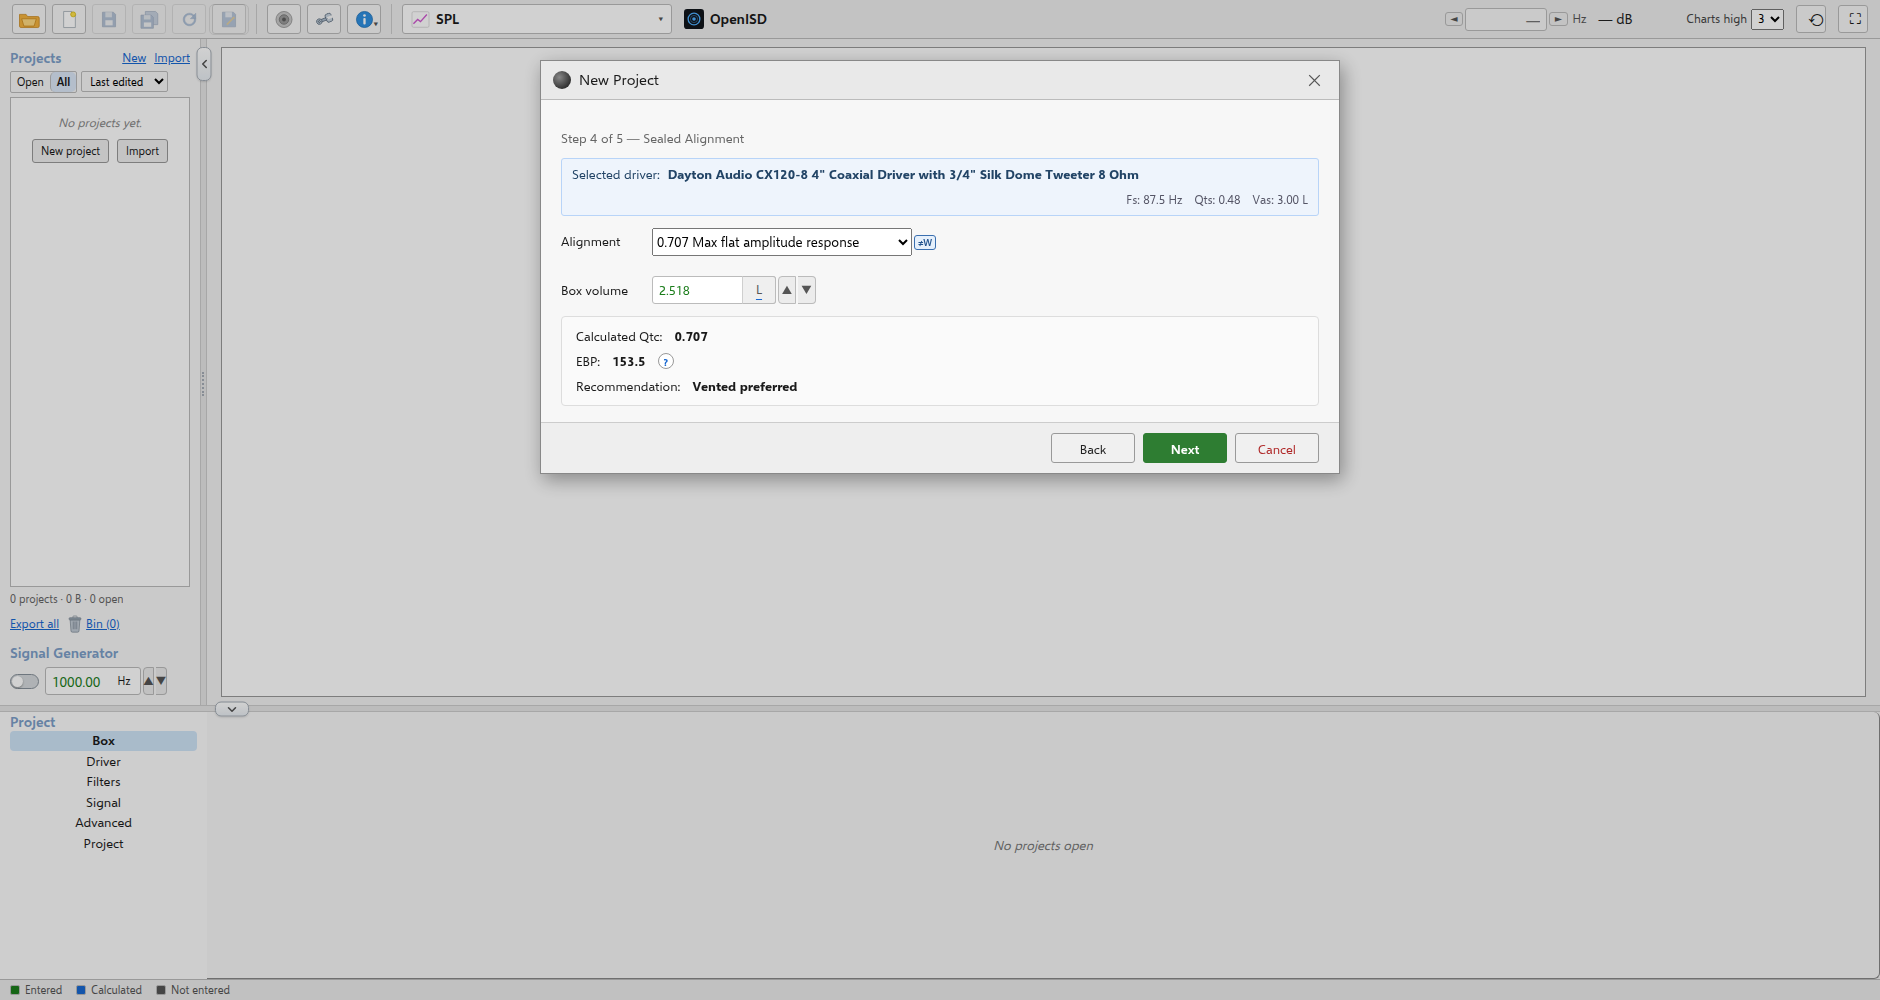 SPL
OpenISD
— Hz — dB
Charts high 3
Projects New Import
Open All Last edited
No projects yet.
New project Import
0 projects · 0 B · 0 open
Export all Bin (0)
Signal Generator
1000.00 Hz
New Project
Step 4 of 5 — Sealed Alignment
Selected driver: Dayton Audio CX120-8 4" Coaxial Driver with 3/4" Silk Dome Tweeter 8 Ohm
Fs: 87.5 Hz Qts: 0.48 Vas: 3.00 L
Alignment 0.707 Max flat amplitude response ≠W
Box volume 2.518 L
Calculated Qtc: 0.707
EBP: 153.5 ?
Recommendation: Vented preferred
Back Next Cancel
Project
Box
Driver
Filters
Signal
Advanced
Project
No projects open
Entered Calculated Not entered